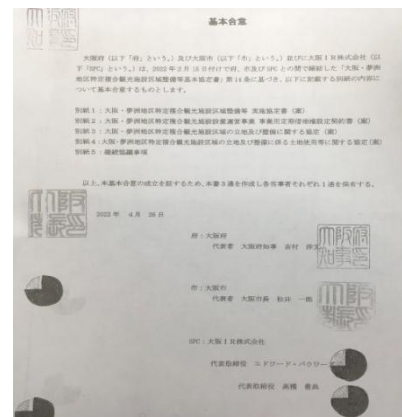 基本合意
大阪府(以下「府」という。)及び大阪市(以下「市」という。)並びに大阪IR株式会社(以
下「SPC」という。)は、2022年2月15日付けで府、市及びSPCとの間で締結した「大阪・夢洲
地区特定複合観光施設区域整備等基本協定書」第14条に基づき、以下に記載する別紙の内容に
ついて基本合意するものとします。
別紙1:大阪・夢洲地区特定複合観光施設区域整備等 実施協定書(案)
別紙2:大阪・夢洲地区特定複合観光施設設置運営事業 事業用定期借地権設定契約書(案)
別紙3:大阪・夢洲地区特定複合観光施設区域の立地及び整備に関する協定(案)
別紙4:大阪・夢洲地区特定複合観光施設区域の立地及び整備に係る土地使用等に関する協定(案)
別紙5:継続協議事項
以上、本基本合意の成立を証するため、本書3通を作成し各当事者それぞれ1通を保有する。
2022年 4月 26日
府:大阪府
代表者 大阪府知事 吉村 洋文
市:大阪市
代表者 大阪市長 松井 一郎
SPC:大阪IR株式会社
代表取締役 エドワード・バウワーズ
代表取締役 高橋 豊典